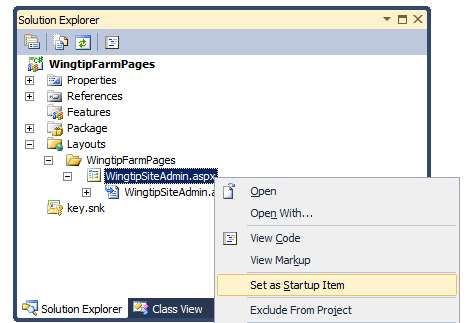 Solution Explorer
WingtipFarmPages
Properties
References
Features
Package
Layouts
WingtipFarmPages
WingtipSiteAdmin.aspx
WingtipSiteAdmin.a
key.snk
Open
Open With...
View Code
View Markup
Set as Startup Item
Exclude From Project
Solution Explorer
Class View